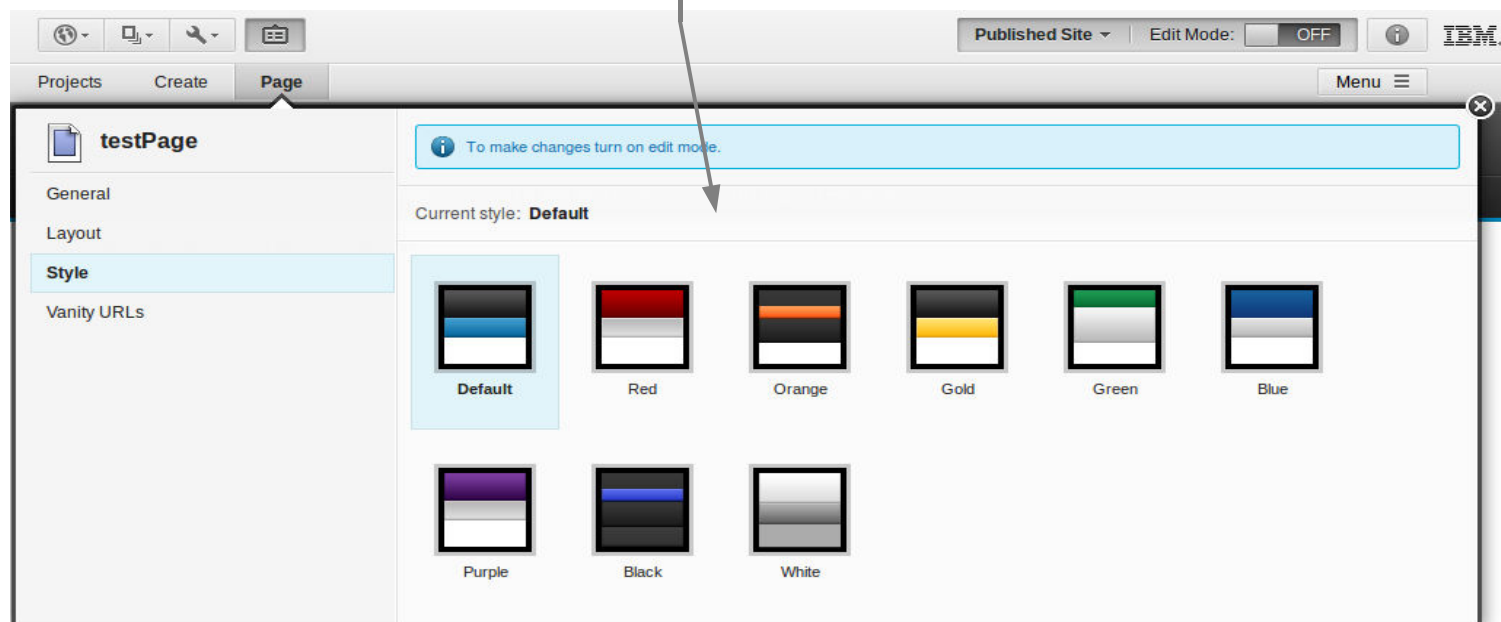 Published Site Edit Mode: OFF IBM.
Projects Create Page Menu
testPage
To make changes turn on edit mode.
General
Current style: Default
Layout
Style
Vanity URLs
Default Red Orange Gold Green Blue
Purple Black White